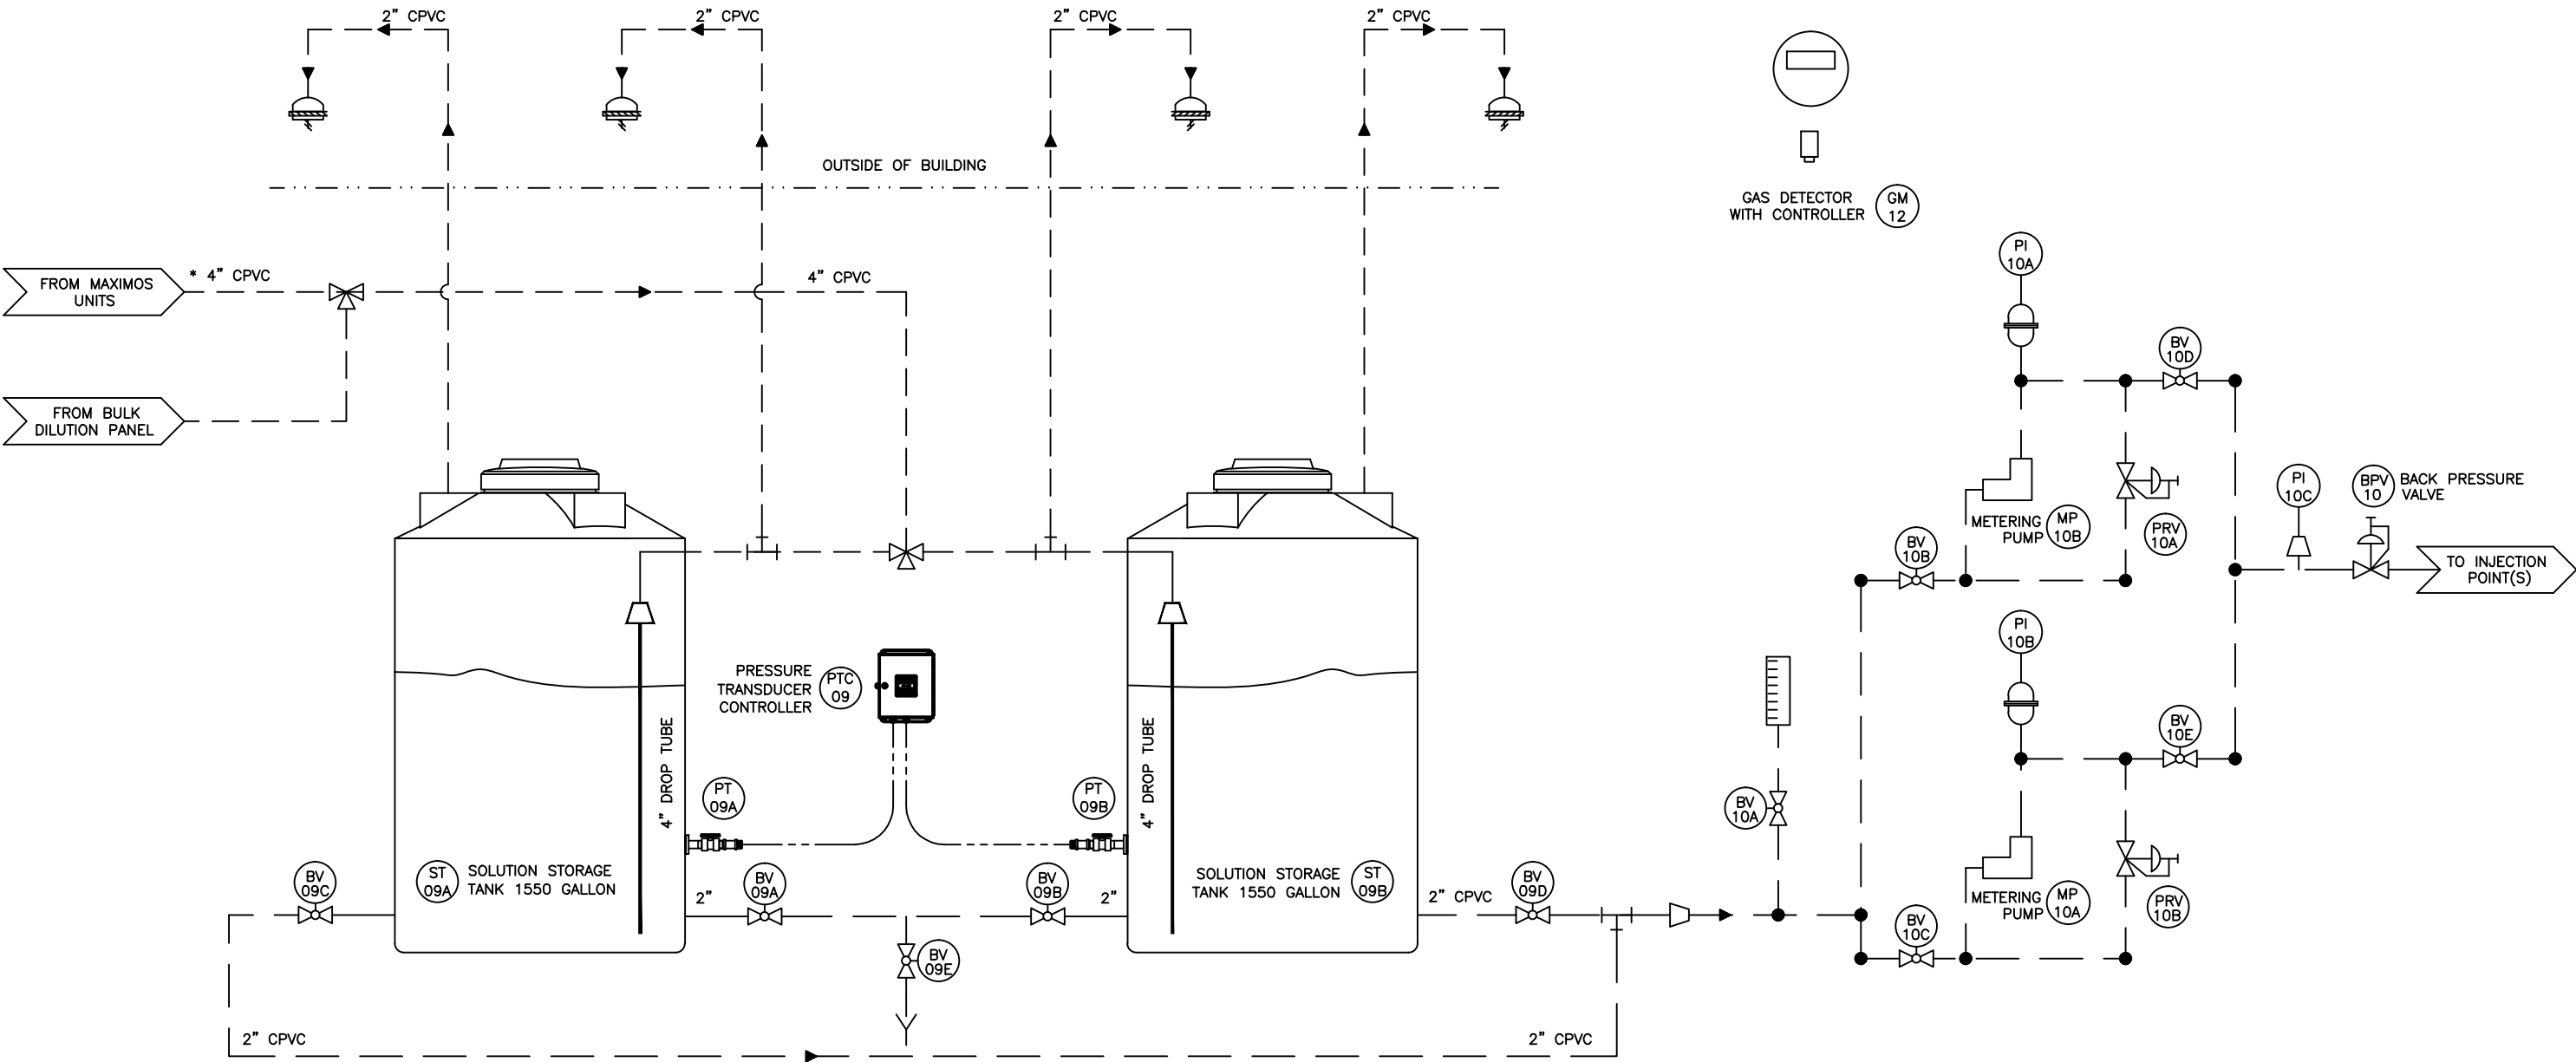 2” CPVC
2” CPVC
2” CPVC
2” CPVC
OUTSIDE OF BUILDING
GAS DETECTOR
WITH CONTROLLER
GM
12
FROM MAXIMOS
UNITS
* 4” CPVC
4” CPVC
FROM BULK
DILUTION PANEL
PI
10A
BV
10D
PI
10C
BPV
10
BACK PRESSURE
VALVE
METERING
PUMP
MP
10B
PRV
10A
BV
10B
TO INJECTION
POINT(S)
PI
10B
PRESSURE
TRANSDUCER
CONTROLLER
PTC
09
4” DROP TUBE
4” DROP TUBE
BV
10E
PT
09A
PT
09B
BV
10A
BV
09C
ST
09A
SOLUTION STORAGE
TANK 1550 GALLON
2”
BV
09A
BV
09B
2”
SOLUTION STORAGE
TANK 1550 GALLON
ST
09B
2” CPVC
BV
09D
METERING
PUMP
MP
10A
PRV
10B
BV
10C
BV
09E
2” CPVC
2” CPVC